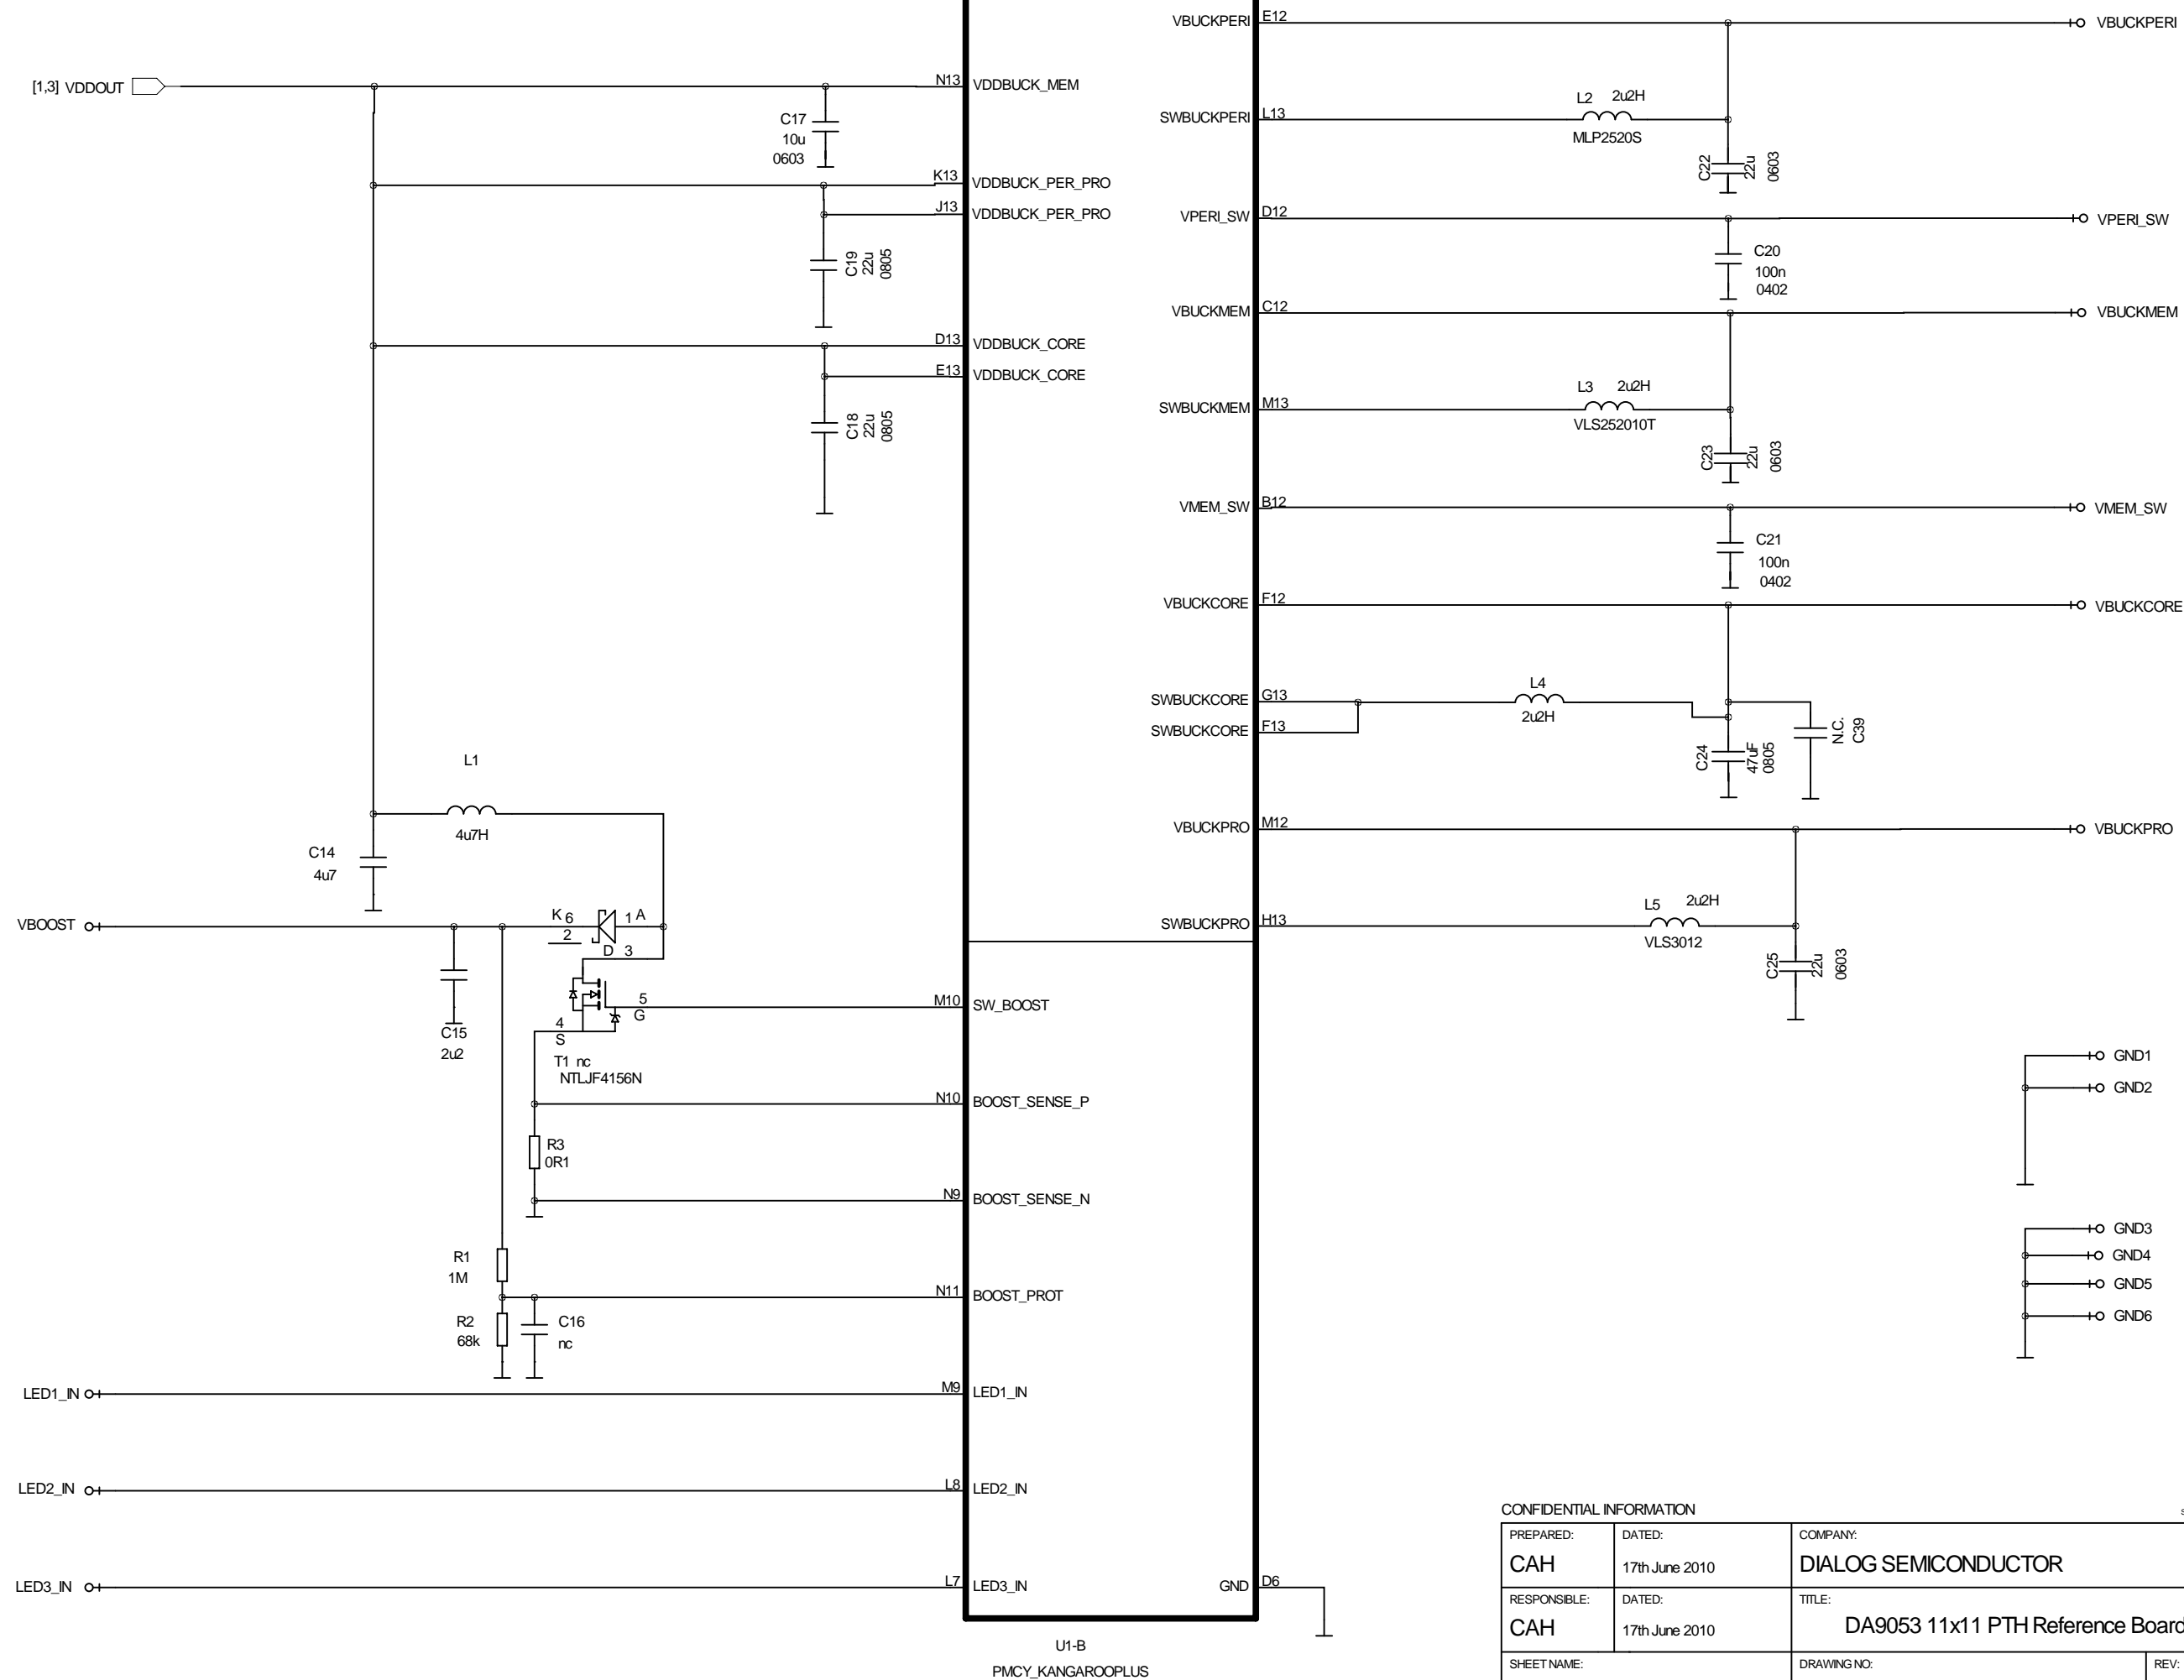 VBUCKPERI E12 VBUCKPERI
[1,3] VDDOUT N13 VDDBUCK_MEM
L2 2u2H
SWBUCKPERI L13
MLP2520S
C17
10u
0603
C22
22u
0603
K13 VDDBUCK_PER_PRO
J13 VDDBUCK_PER_PRO
VPERI_SW D12 VPERI_SW
C19
22u
0805
C20
100n
0402
VBUCKMEM C12 VBUCKMEM
D13 VDDBUCK_CORE
E13 VDDBUCK_CORE
L3 2u2H
SWBUCKMEM M13
VLS252010T
C18
22u
0805
C23
22u
0603
VMEM_SW B12 VMEM_SW
C21
100n
0402
VBUCKCORE F12 VBUCKCORE
L4
SWBUCKCORE G13
2u2H
SWBUCKCORE F13
C24
47uF
0805
N.C.
C39
L1
4u7H
VBUCKPRO M12 VBUCKPRO
C14
4u7
L5 2u2H
VBOOST K 6 1 A
2
SWBUCKPRO H13
VLS3012
D 3
C25
22u
0603
5
G
M10 SW_BOOST
C15
2u2
4
S
T1 nc
NTLJF4156N
GND1
GND2
N10 BOOST_SENSE_P
R3
0R1
N9 BOOST_SENSE_N
GND3
GND4
GND5
GND6
R1
1M
N11 BOOST_PROT
R2
68k
C16
nc
LED1_IN M9 LED1_IN
LED2_IN L8 LED2_IN
LED3_IN L7 LED3_IN
GND D6
U1-B
PMCY_KANGAROOPLUS
CONFIDENTIAL INFORMATION
PREPARED: DATED: COMPANY:
CAH 17th June 2010 DIALOG SEMICONDUCTOR
RESPONSIBLE: DATED: TITLE:
CAH 17th June 2010 DA9053 11x11 PTH Reference Board
SHEET NAME: DRAWING NO: REV: